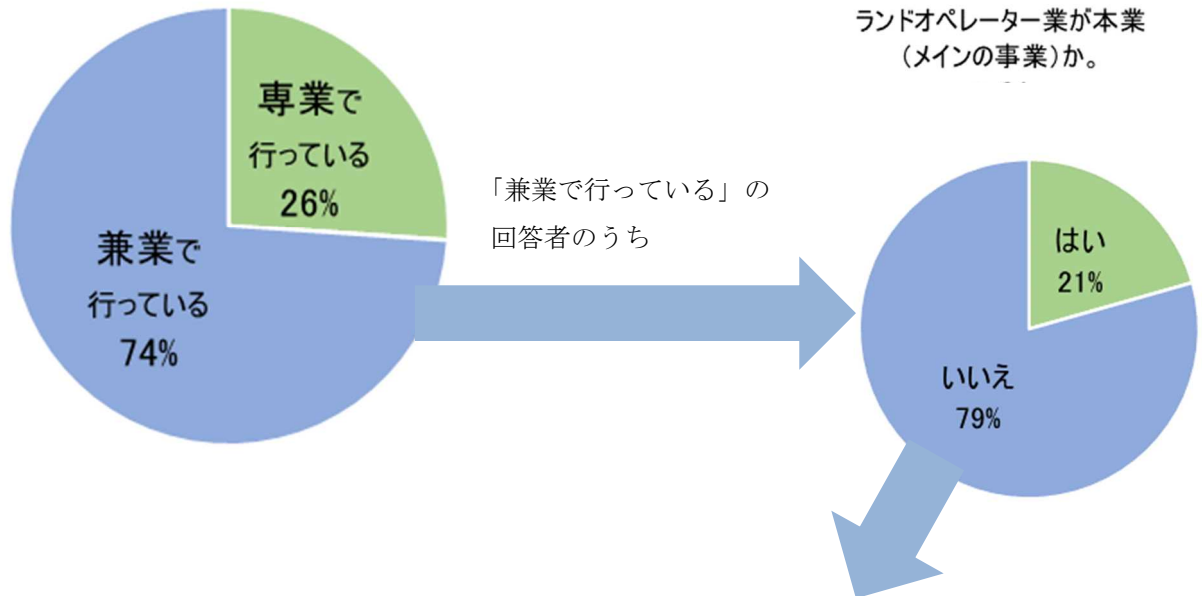 専業で
行っている
26%
兼業で
行っている
74%
「兼業で行っている」の
回答者のうち
ランドオペレーター業が本業
（メインの事業）か。
はい
21%
いいえ
79%